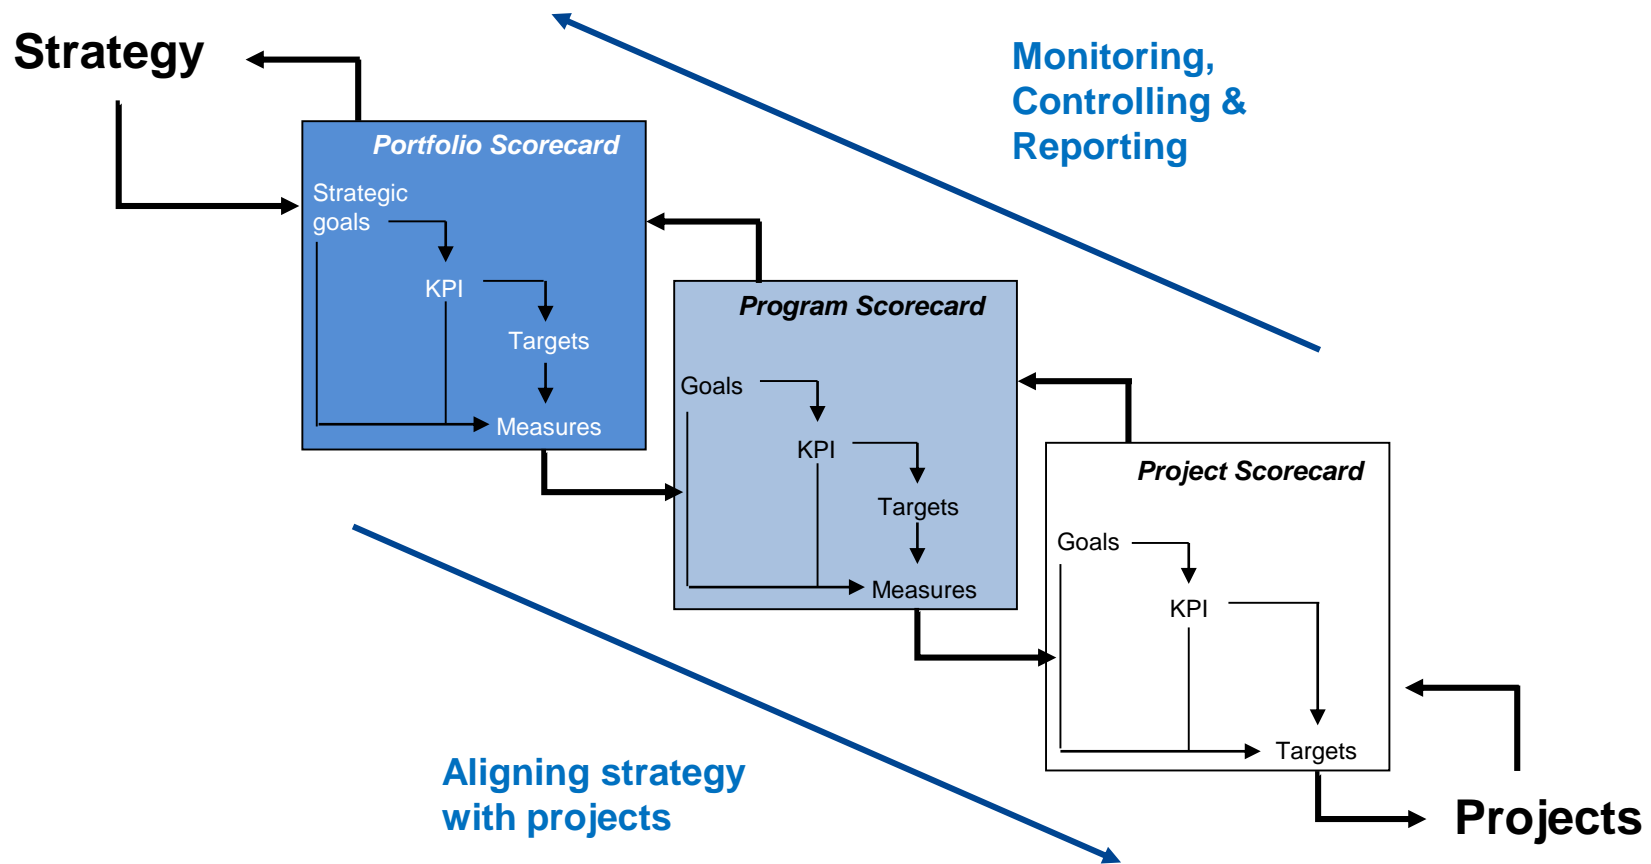 Strategy
Monitoring,
Controlling &
Reporting
Portfolio Scorecard
Strategic
goals
KPI
Targets
Measures
Program Scorecard
Goals
KPI
Targets
Measures
Project Scorecard
Goals
KPI
Targets
Aligning strategy
with projects
Projects